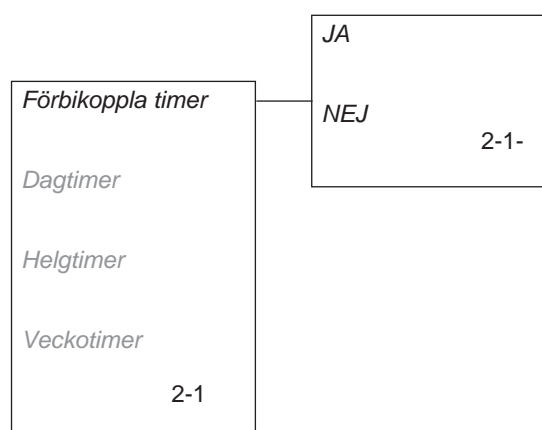 JA
NEJ
2-1-
Förbikoppla timer
Dagtimer
Helgtimer
Veckotimer
2-1